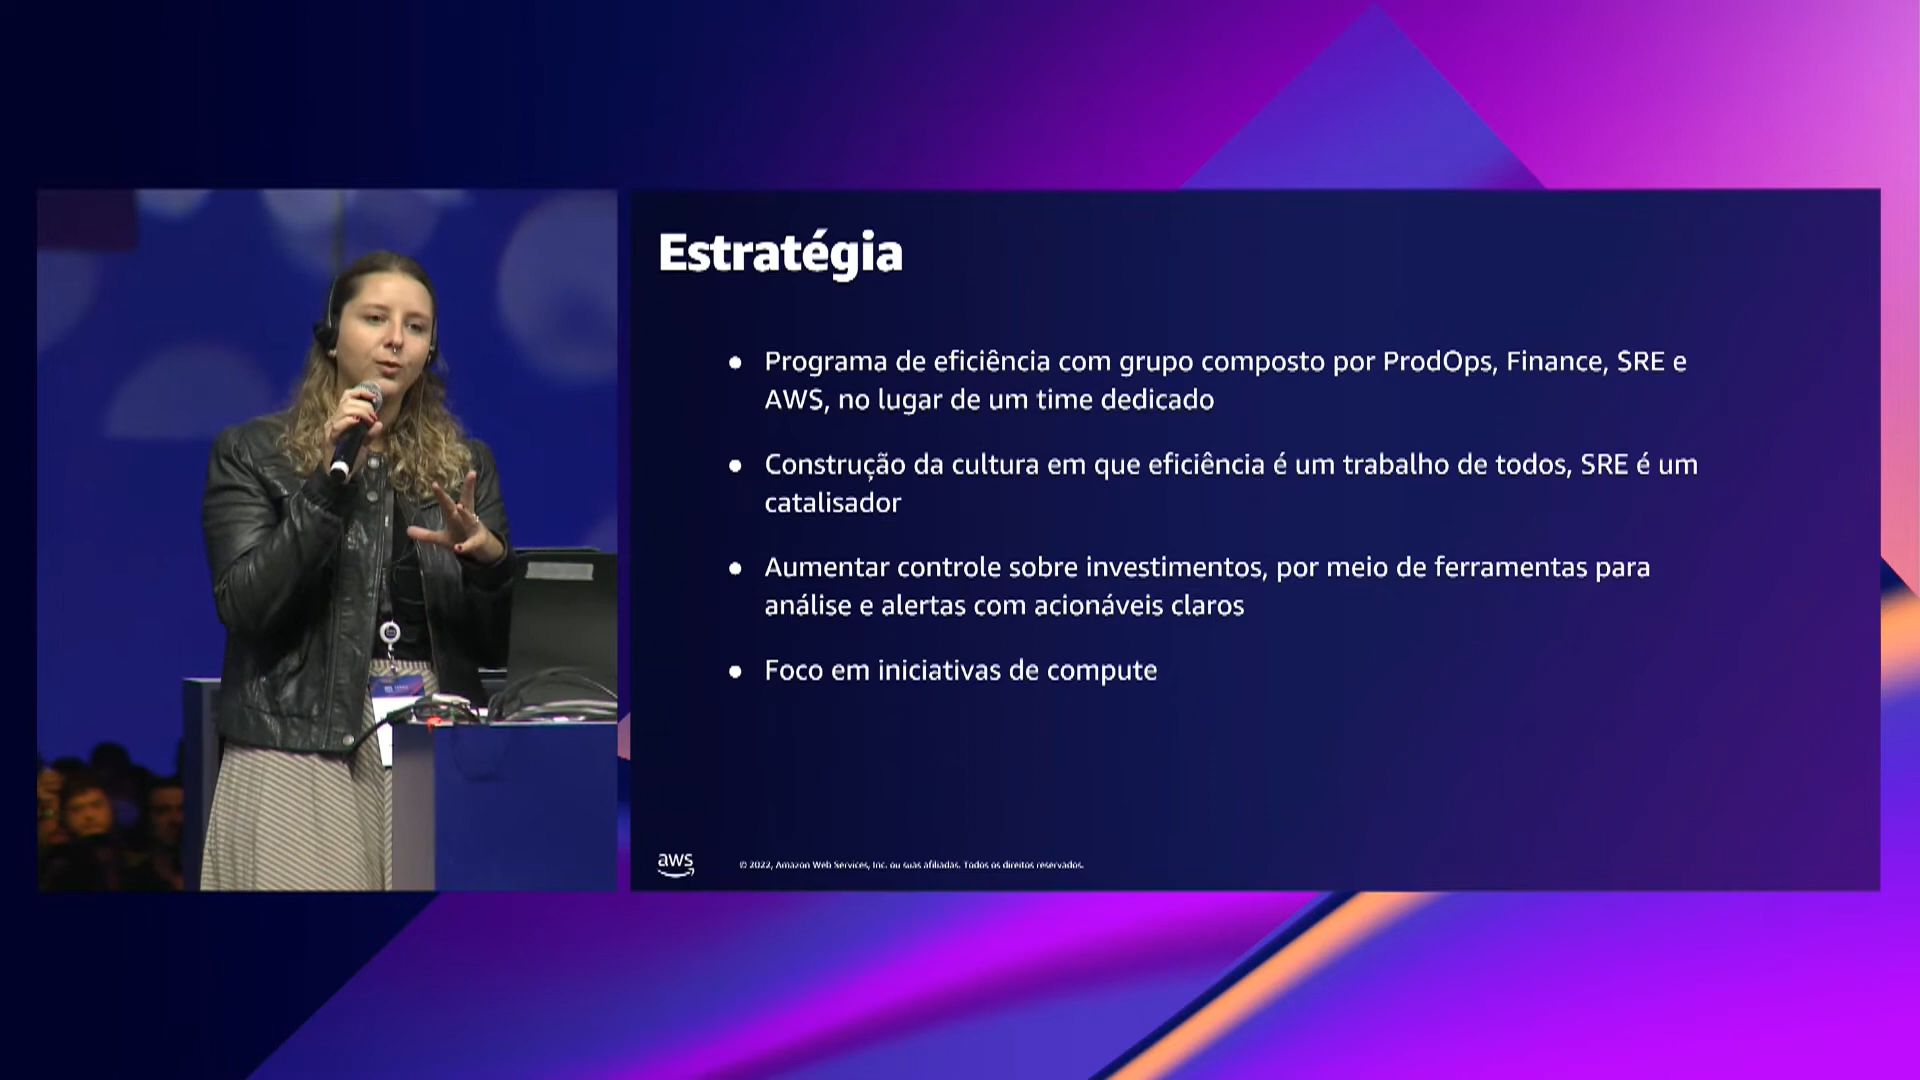 Estratégia
● Programa de eficiência com grupo composto por ProdOps, Finance, SRE e
AWS, no lugar de um time dedicado
● Construção da cultura em que eficiência é um trabalho de todos, SRE é um
catalisador
● Aumentar controle sobre investimentos, por meio de ferramentas para
análise e alertas com acionáveis claros
● Foco em iniciativas de compute
aws
© 2022, Amazon Web Services, Inc. ou suas afiliadas. Todos os direitos reservados.